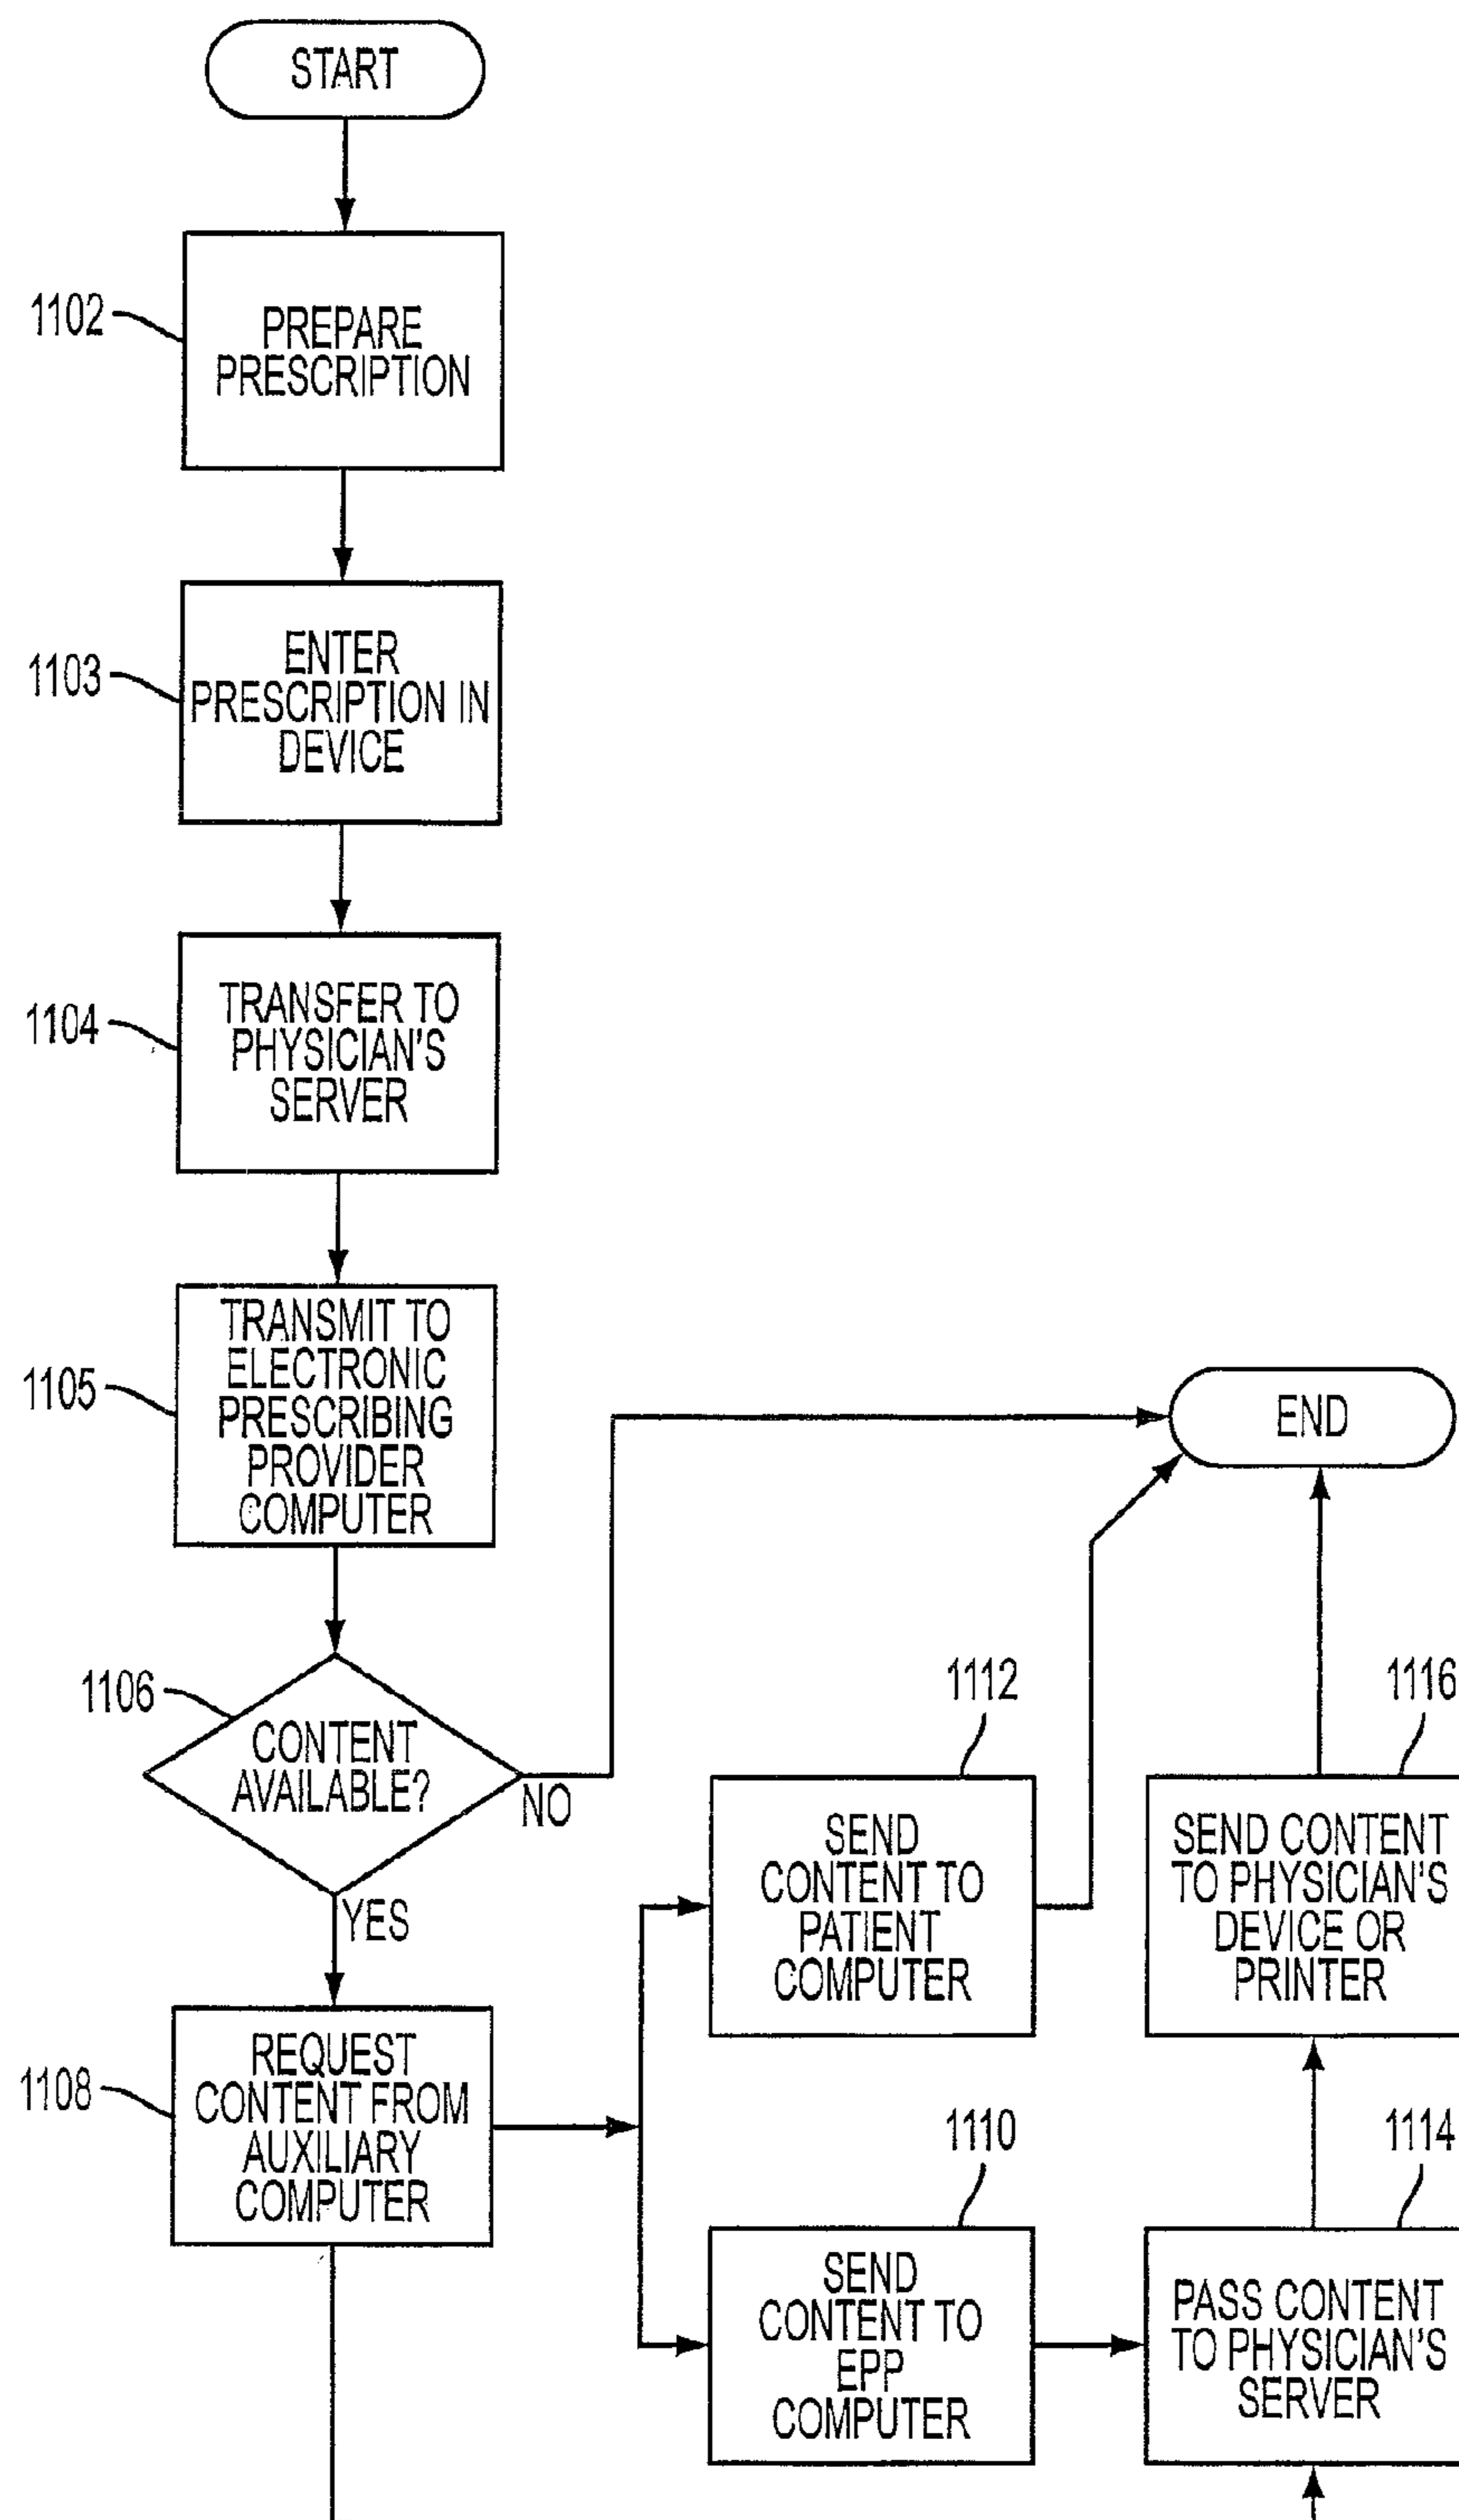 START
1102
PREPARE
PRESCRIPTION
1103
ENTER
PRESCRIPTION IN
DEVICE
1104
TRANSFER TO
PHYSICIAN'S
SERVER
1105
TRANSMIT TO
ELECTRONIC
PRESCRIBING
PROVIDER
COMPUTER
END
1106
CONTENT
AVAILABLE?
NO
YES
1112
SEND
CONTENT TO
PATIENT
COMPUTER
1116
SEND CONTENT
TO PHYSICIAN'S
DEVICE OR
PRINTER
1108
REQUEST
CONTENT FROM
AUXILIARY
COMPUTER
1110
SEND
CONTENT TO
EPP
COMPUTER
1114
PASS CONTENT
TO PHYSICIAN'S
SERVER